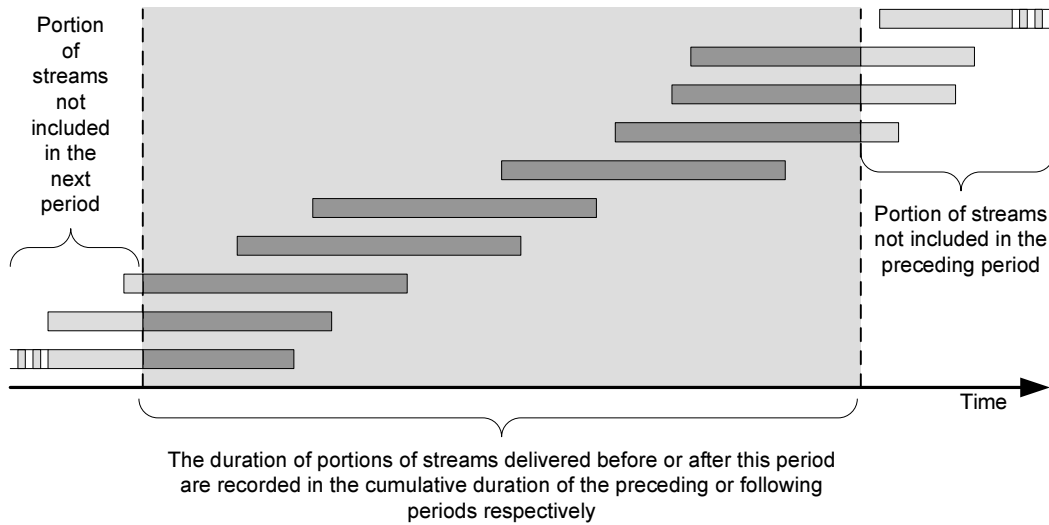 Portion
of
streams
not
included
in the
next
period
Portion of streams
not included in the
preceding period
Time
The duration of portions of streams delivered before or after this period
are recorded in the cumulative duration of the preceding or following
periods respectively